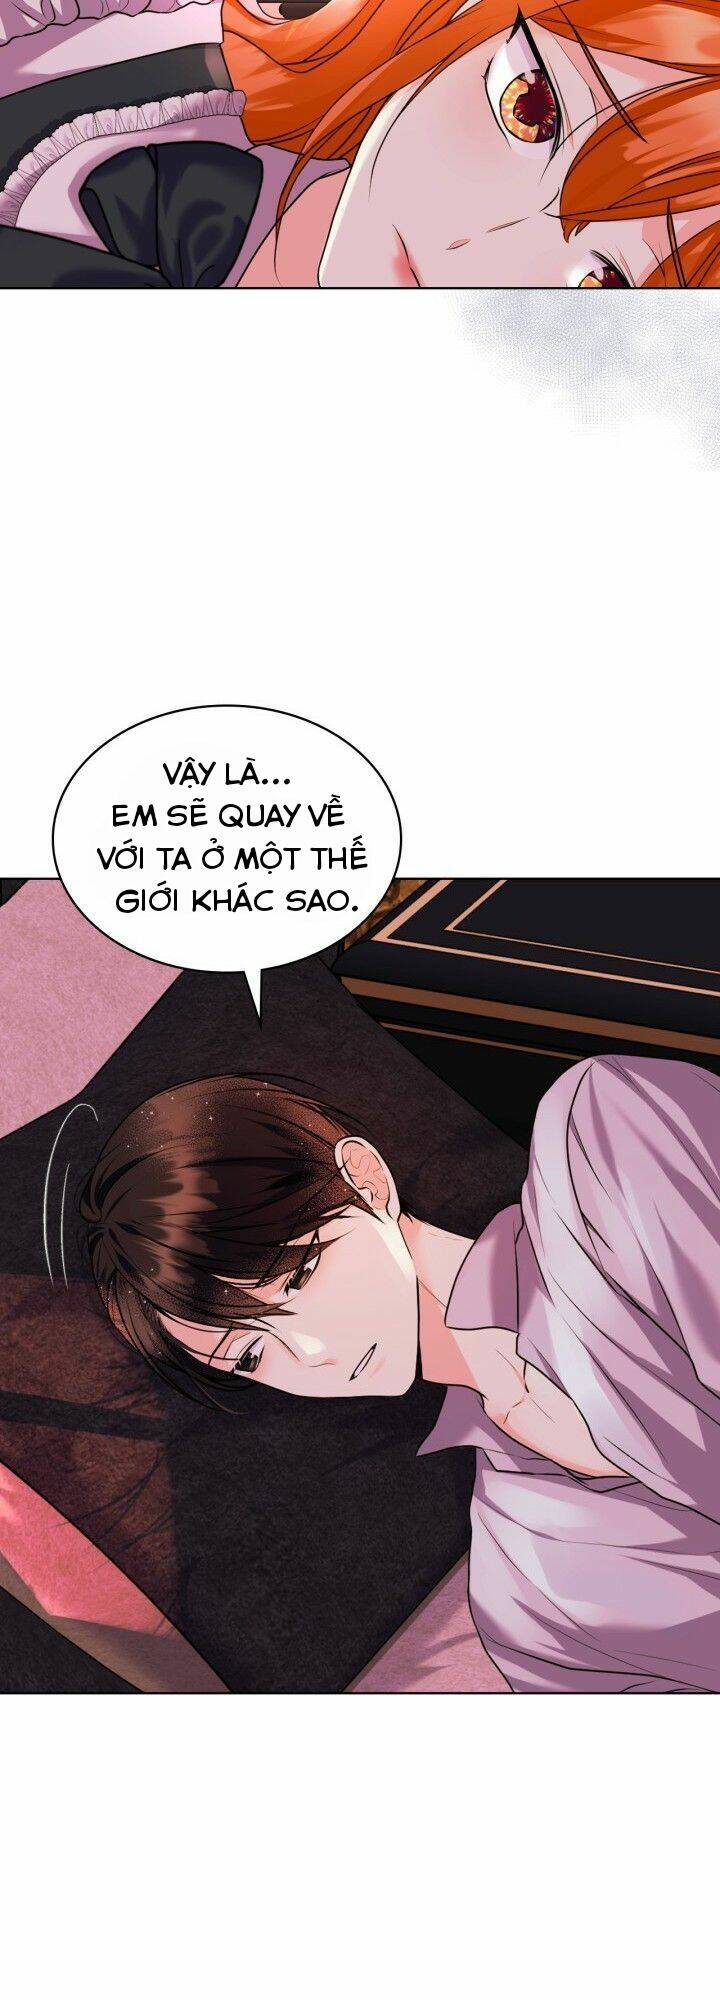 VẬY LÀ...
EM SẼ QUAY VỀ
VỚI TA Ở MỘT THẾ
GIỚI KHÁC SAO.